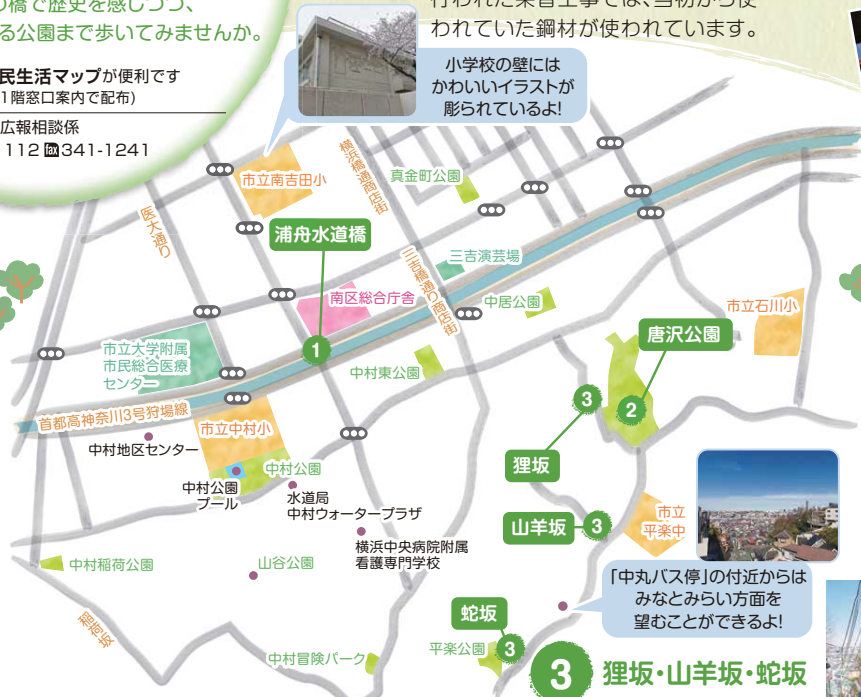 の橋で歴史を感じつつ、
る公園まで歩いてみませんか。
民生活マップが便利です
1階窓口案内で配布)
広報相談係
112 fax 341-1241
われていた鋼材が使われています。
小学校の壁には
かわいいイラストが
彫られているよ!
市立南吉田小
横浜橋通商店街
真金町公園
医大通り
浦舟水道橋
三吉演芸場
三吉橋通り商店街
南区総合庁舎
中居公園
市立石川小
唐沢公園
1
市立大学附属
市民総合医療
センター
中村東公園
3
2
首都高神奈川3号狩場線
市立中村小
中村地区センター
狸坂
中村公園
中村公園
プール
水道局
中村ウォータープラザ
山羊坂
3
市立
平楽中
横浜中央病院附属
看護専門学校
中村稲荷公園
山谷公園
「中丸バス停」の付近からは
みなとみらい方面を
望むことができるよ!
稲荷坂
蛇坂
平楽公園
3
中村冒険パーク
3 狸坂・山羊坂・蛇坂